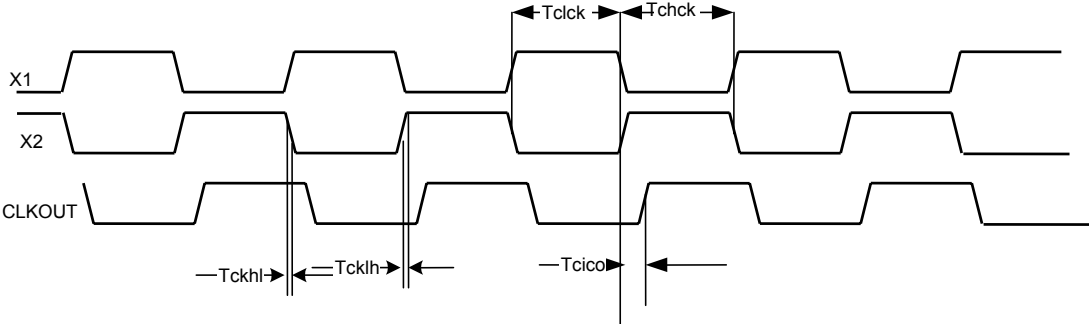 Tclck
Tchck
X1
X2
CLKOUT
Tckhl
Tcklh
Tcico